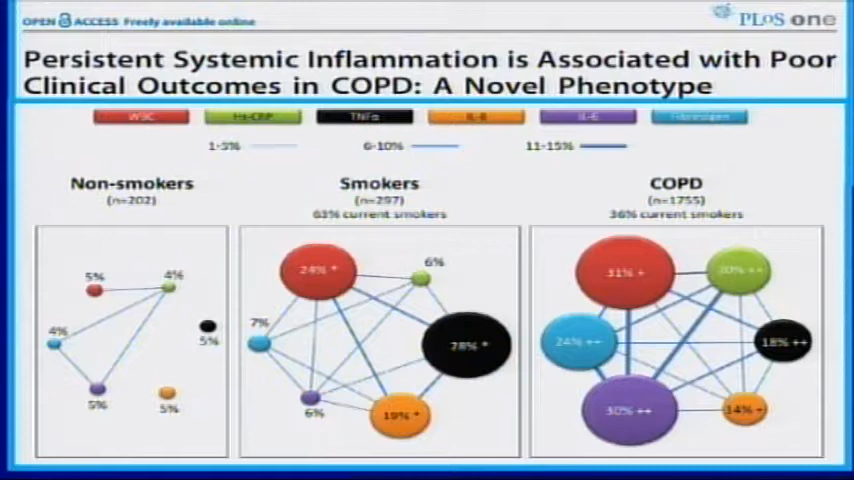 OPEN ACCESS Freely available online
PLoS one
Persistent Systemic Inflammation is Associated with Poor
Clinical Outcomes in COPD: A Novel Phenotype
WBC Hs-CRP TNFα IL-8 IL-6 Fibrinogen
1-5% 6-10% 11-15%
Non-smokers Smokers COPD
(n=202) (n=297) (n=1755)
63% current smokers 36% current smokers
5% 4% 4% 5% 5% 5%
24% * 6% 7% 28% * 6% 19% *
31% + 20% ++ 24% ++ 18% ++ 30% ++ 14% +